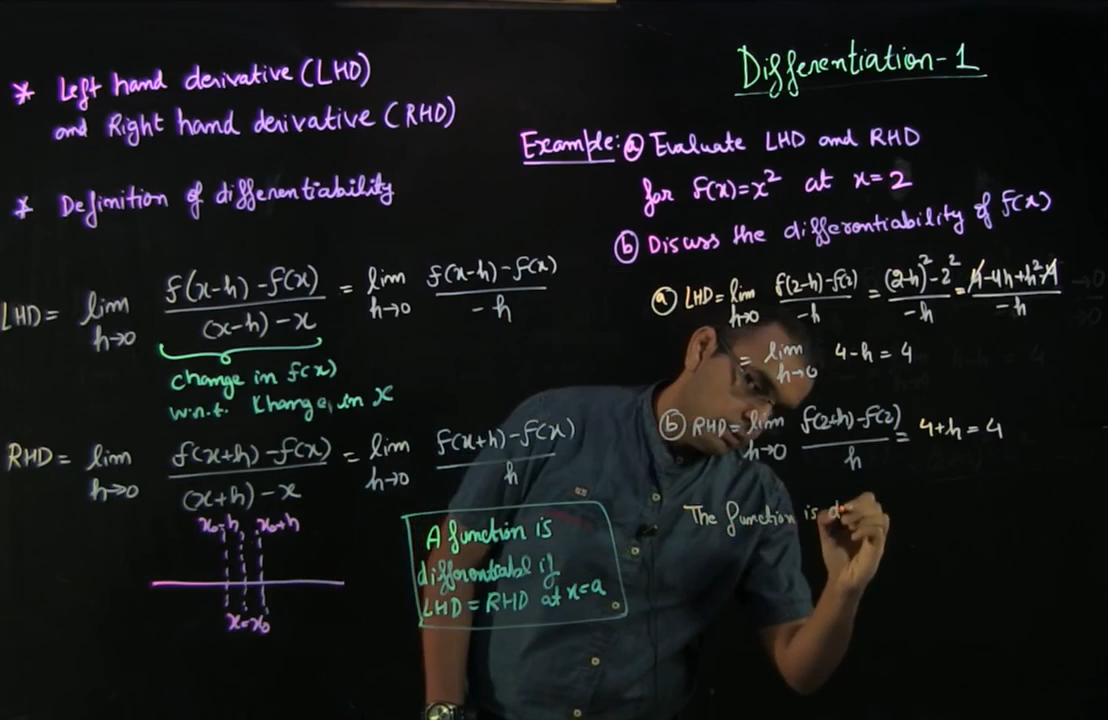 Differentiation-1
* Left hand derivative (LHD)
and Right hand derivative (RHD)
* Definition of differentiability
LHD = lim h→0 f(x-h)-f(x) / (x-h)-x = lim h→0 f(x-h)-f(x) / -h
change in f(x)
w.r.t. change in x
RHD = lim h→0 f(x+h)-f(x) / (x+h)-x = lim h→0 f(x+h)-f(x) / h
x₀-h x₀+h
x=x₀
A function is
differentiabl if
LHD = RHD at x=a
Example: ⓐ Evaluate LHD and RHD
for f(x)=x² at x=2
ⓑ Discuss the differentiability of f(x)
ⓐ LHD = lim h→0 f(2-h)-f(2) / -h = (2-h)²-2² / -h = 4-4h+h²-4 / -h
= lim h→0 4-h = 4
ⓑ RHD = lim h→0 f(2+h)-f(2) / h = 4+h = 4
The function is d